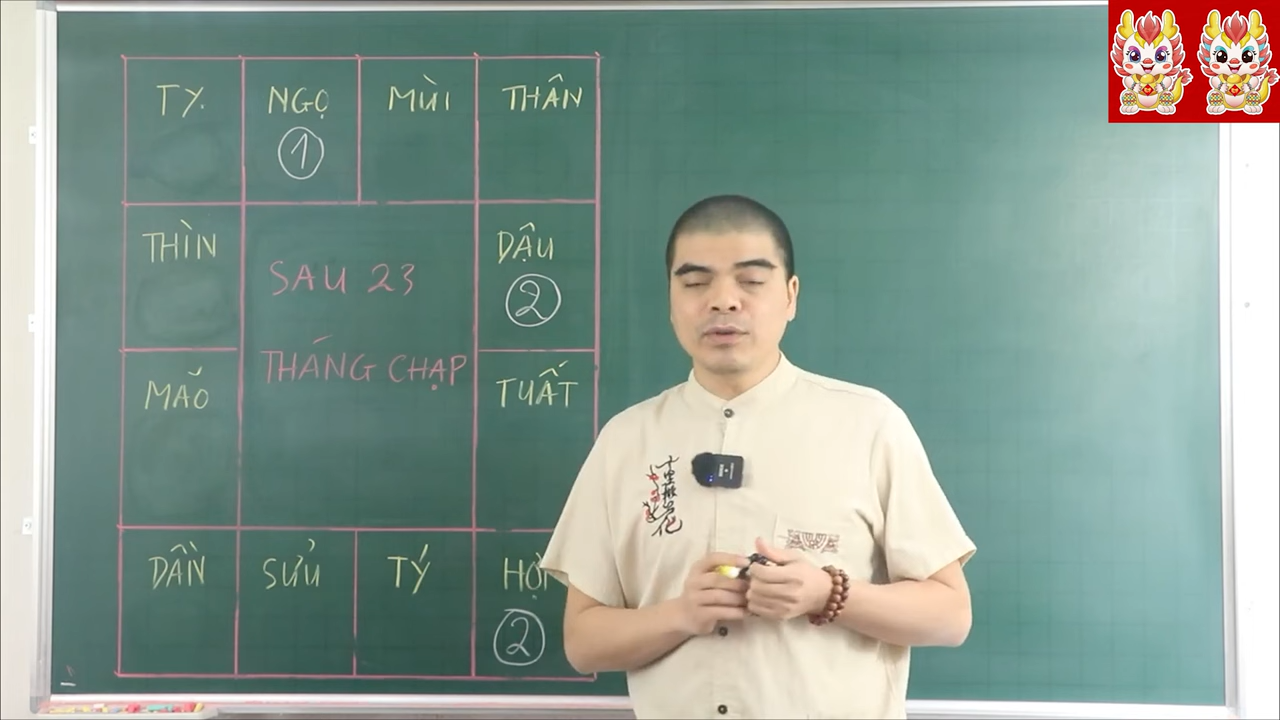 TỴ.
NGỌ
MÙI
THÂN
①
THÌN
DẬU
②
SAU 23
THÁNG CHẠP
MÃO
TUẤT
DẦN
SỬU
TÝ
HỢI
②